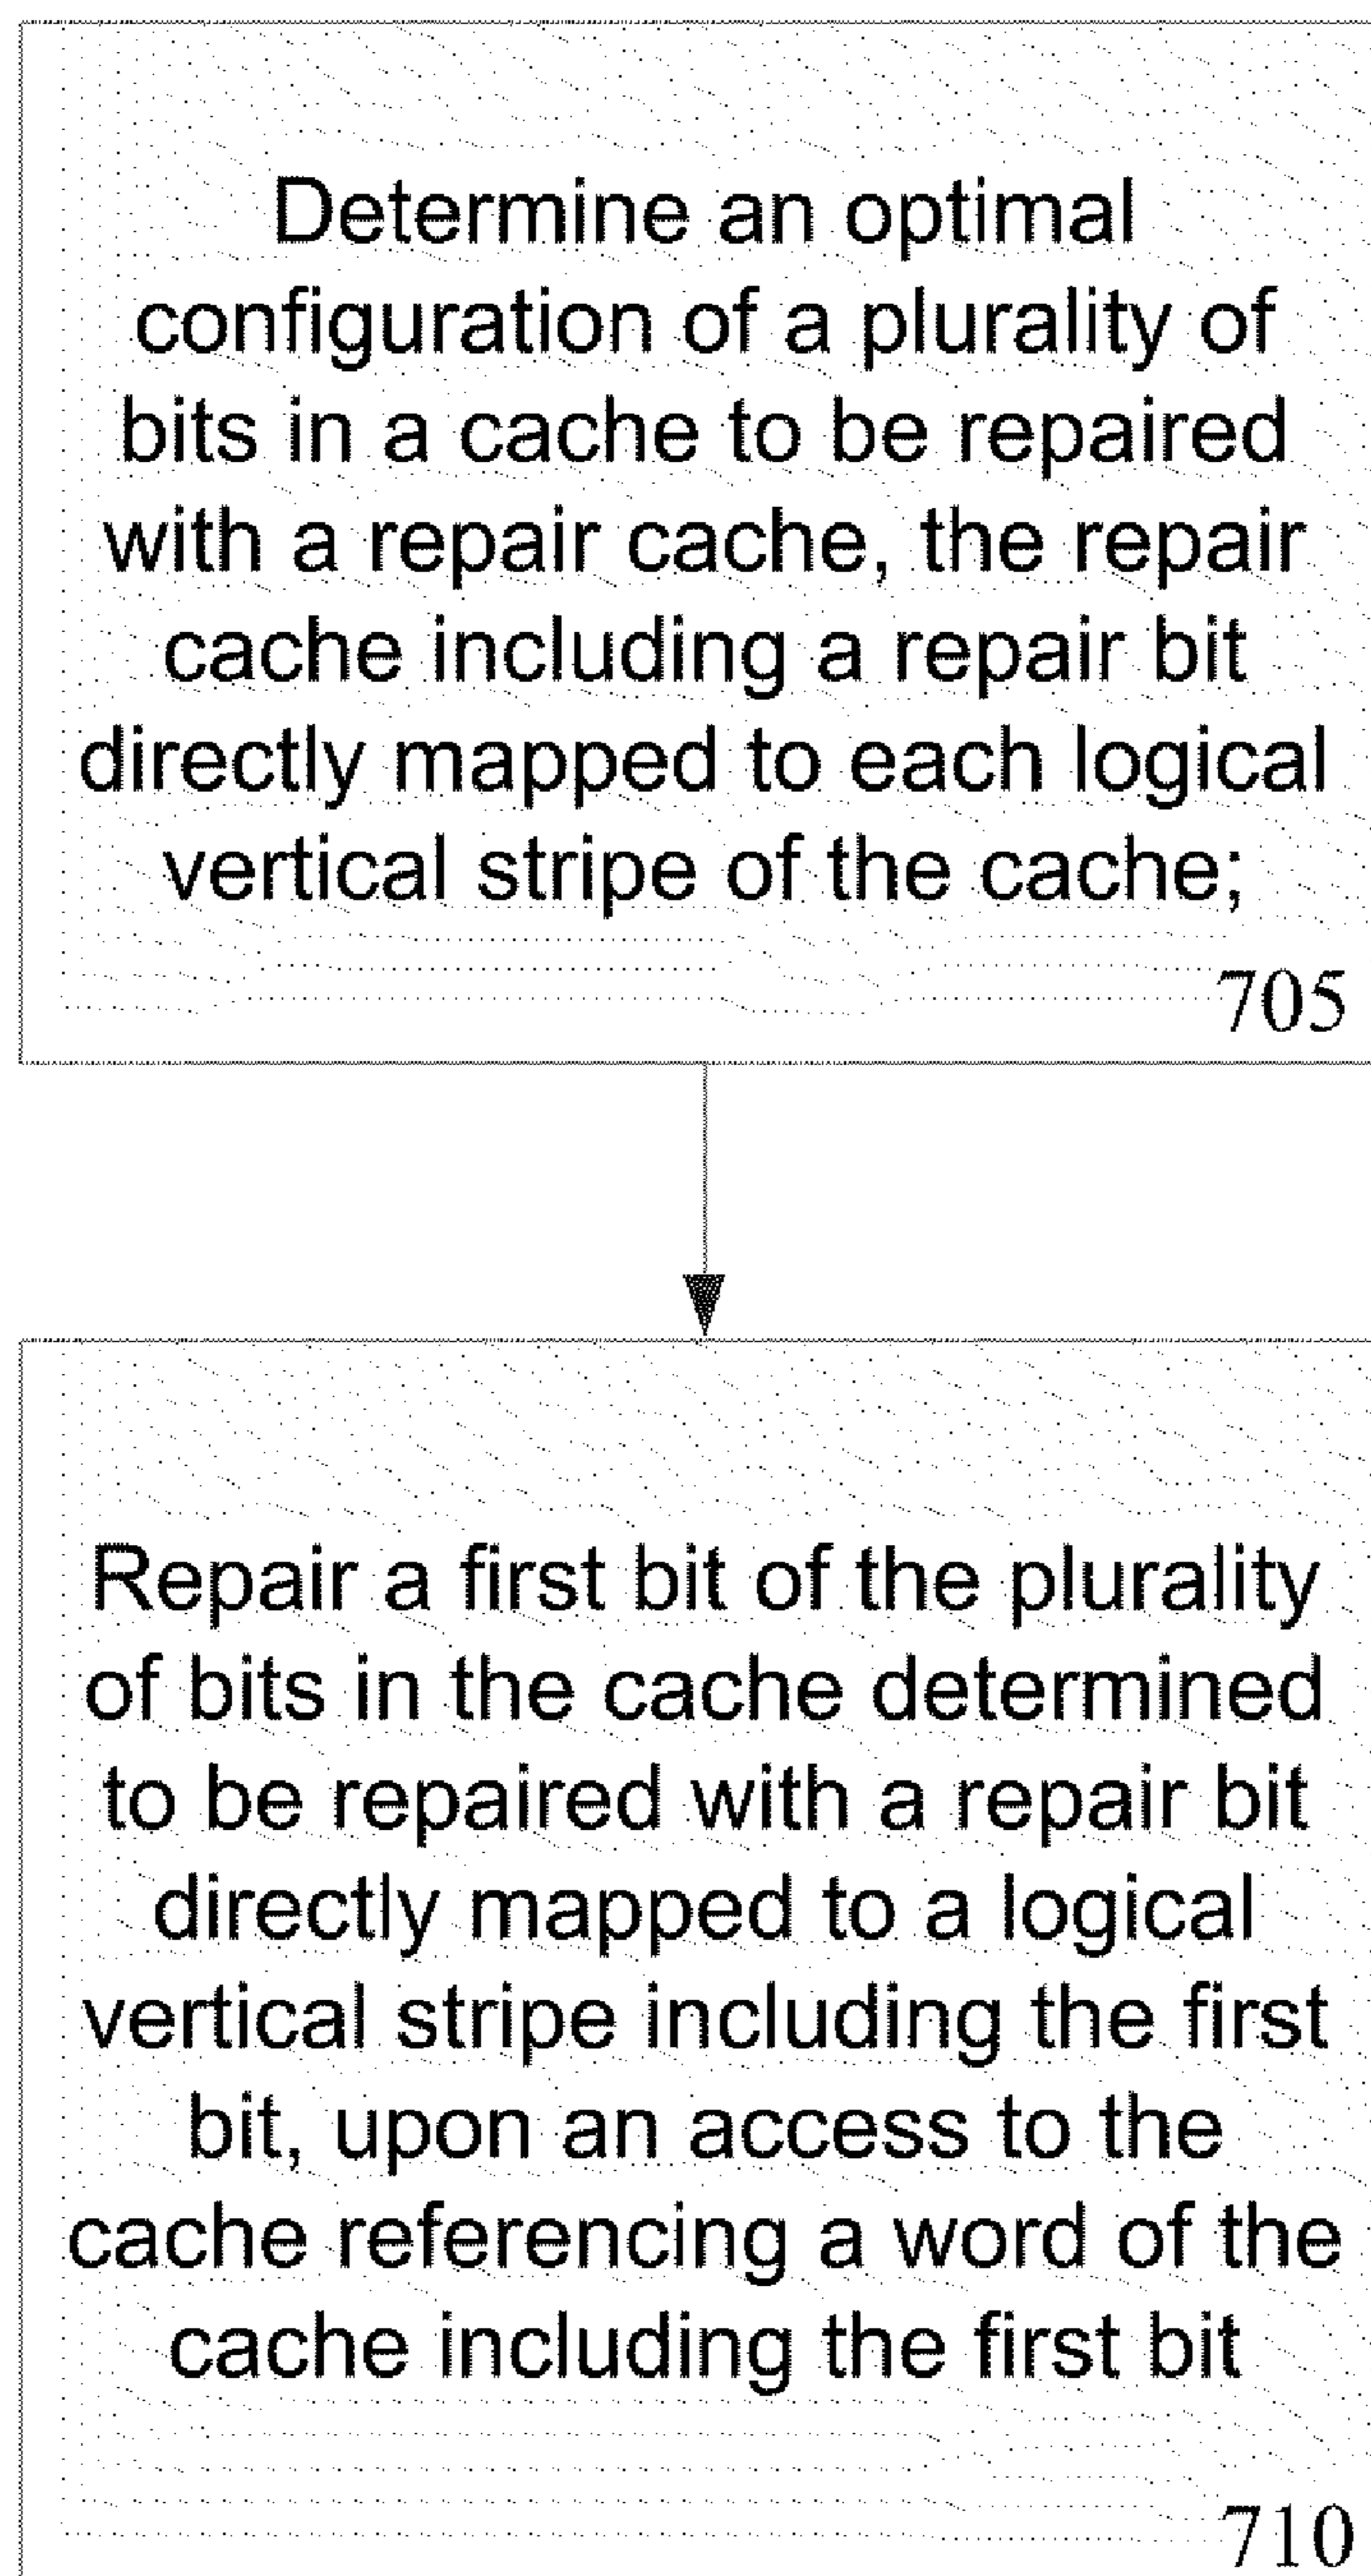 Determine an optimal
configuration of a plurality of
bits in a cache to be repaired
with a repair cache, the repair
cache including a repair bit
directly mapped to each logical
vertical stripe of the cache;
705
Repair a first bit of the plurality
of bits in the cache determined
to be repaired with a repair bit
directly mapped to a logical
vertical stripe including the first
bit, upon an access to the
cache referencing a word of the
cache including the first bit
710